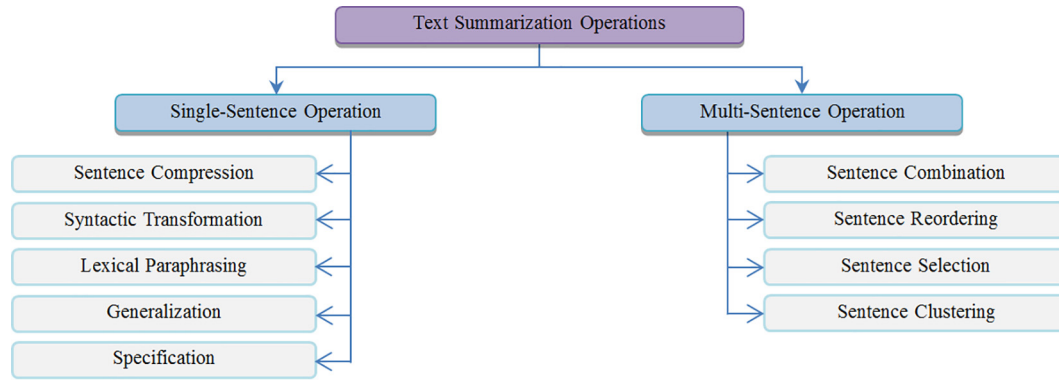 Text Summarization Operations
Single-Sentence Operation
Multi-Sentence Operation
Sentence Compression
Syntactic Transformation
Lexical Paraphrasing
Generalization
Specification
Sentence Combination
Sentence Reordering
Sentence Selection
Sentence Clustering